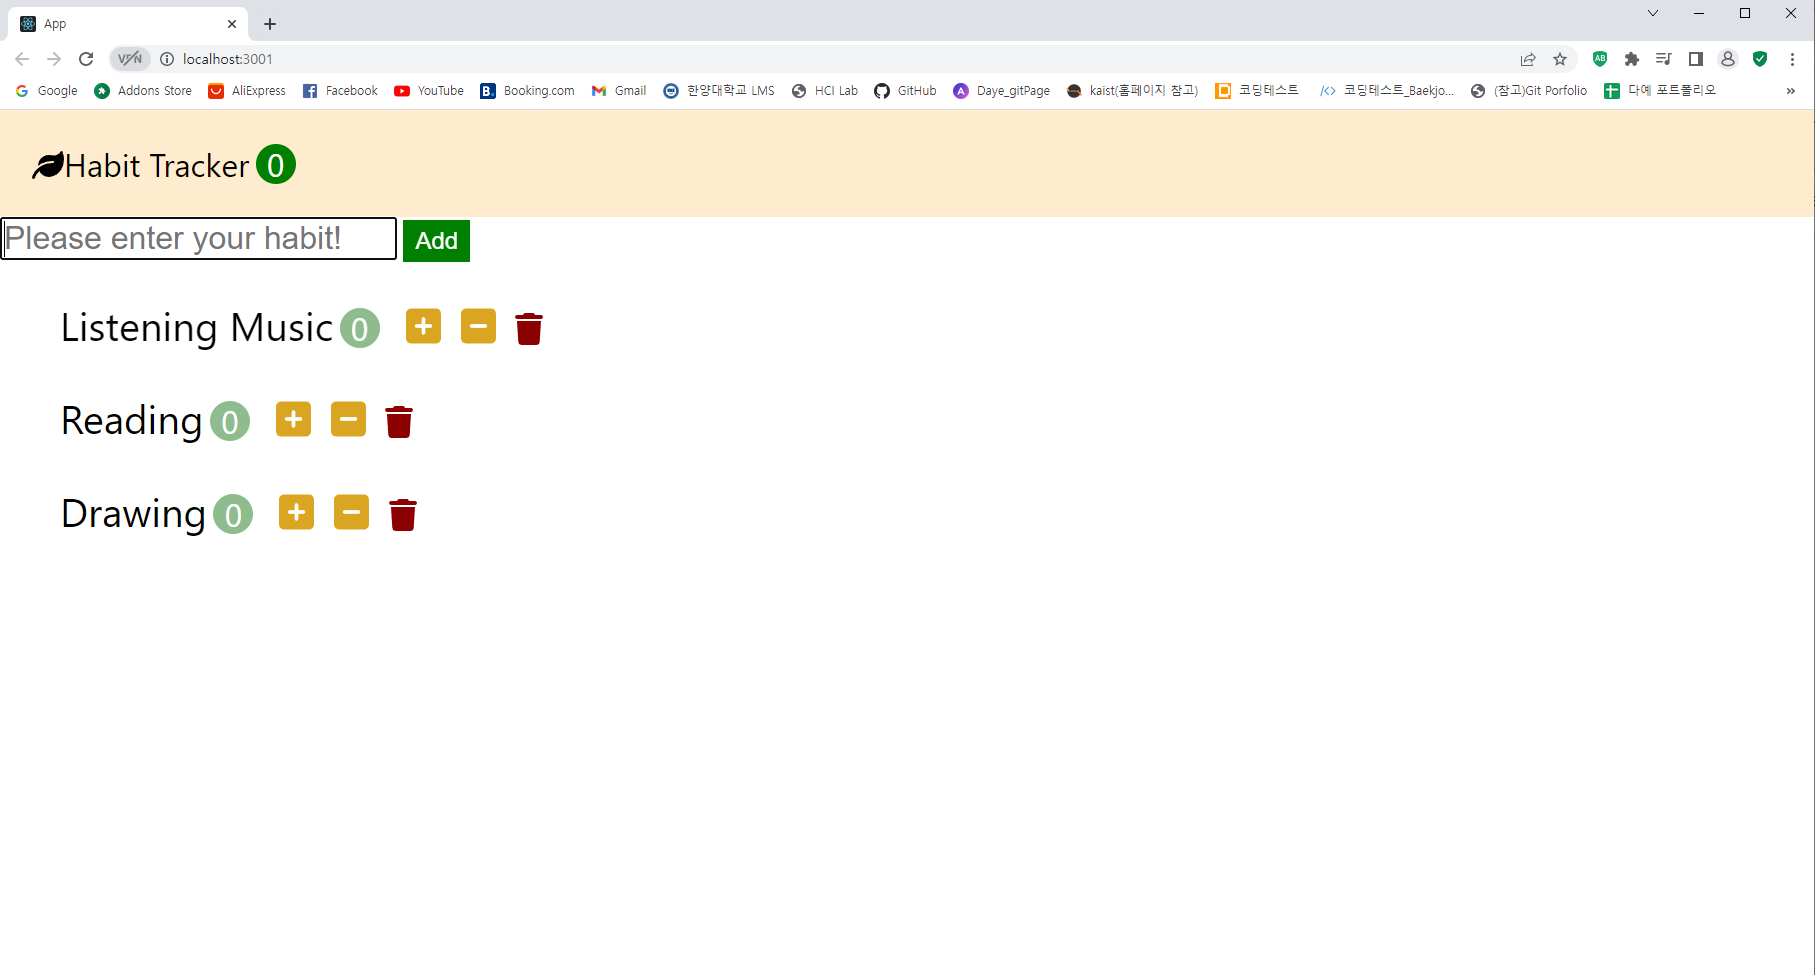 App
VPN localhost:3001
Google Addons Store AliExpress Facebook YouTube Booking.com Gmail 한양대학교 LMS HCI Lab GitHub Daye_gitPage kaist(홈페이지 참고) 코딩테스트 코딩테스트_Baekjo... (참고)Git Porfolio 다예 포트폴리오 »
Habit Tracker 0
Please enter your habit! Add
Listening Music 0
Reading 0
Drawing 0